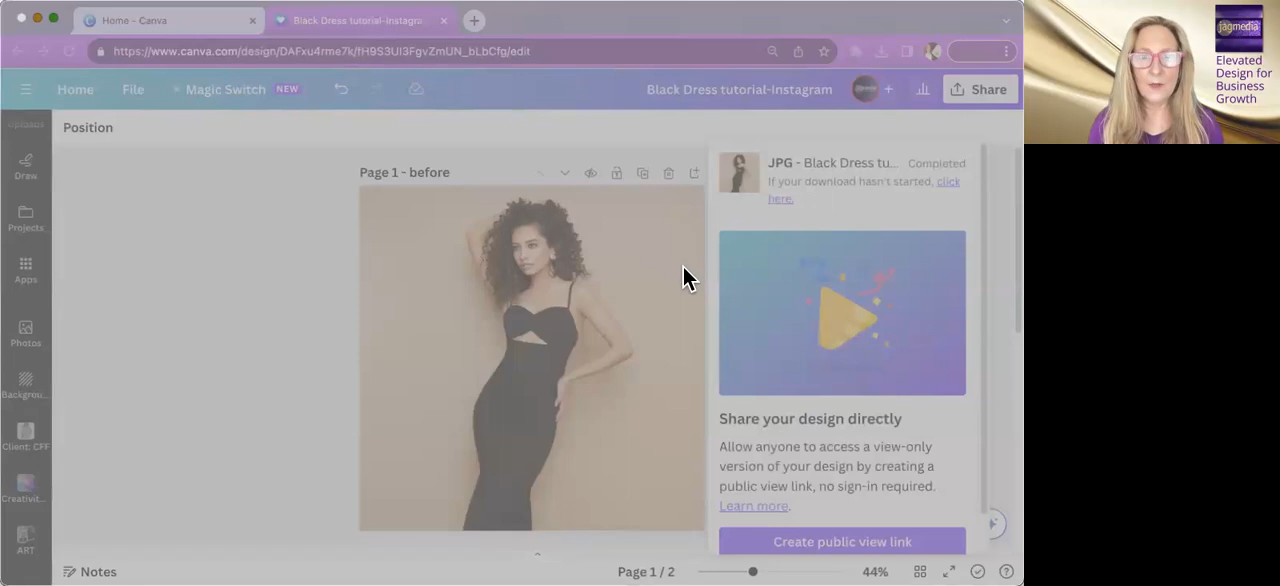 Home - Canva
Black Dress tutorial-Instagra
https://www.canva.com/design/DAFxu4rme7k/fH9S3UI3FgvZmUN_bLbCfg/edit
Home File Magic Switch NEW
Black Dress tutorial-Instagram
Share
Uploads
Position
Draw
Projects
Apps
Photos
Backgrou...
Client: CFF
Creativit...
ART
Page 1 - before
JPG - Black Dress tu... Completed
If your download hasn't started, click
here.
Share your design directly
Allow anyone to access a view-only
version of your design by creating a
public view link, no sign-in required.
Learn more.
Create public view link
Notes
Page 1 / 2
44%
jagmedia
Elevated
Design for
Business
Growth